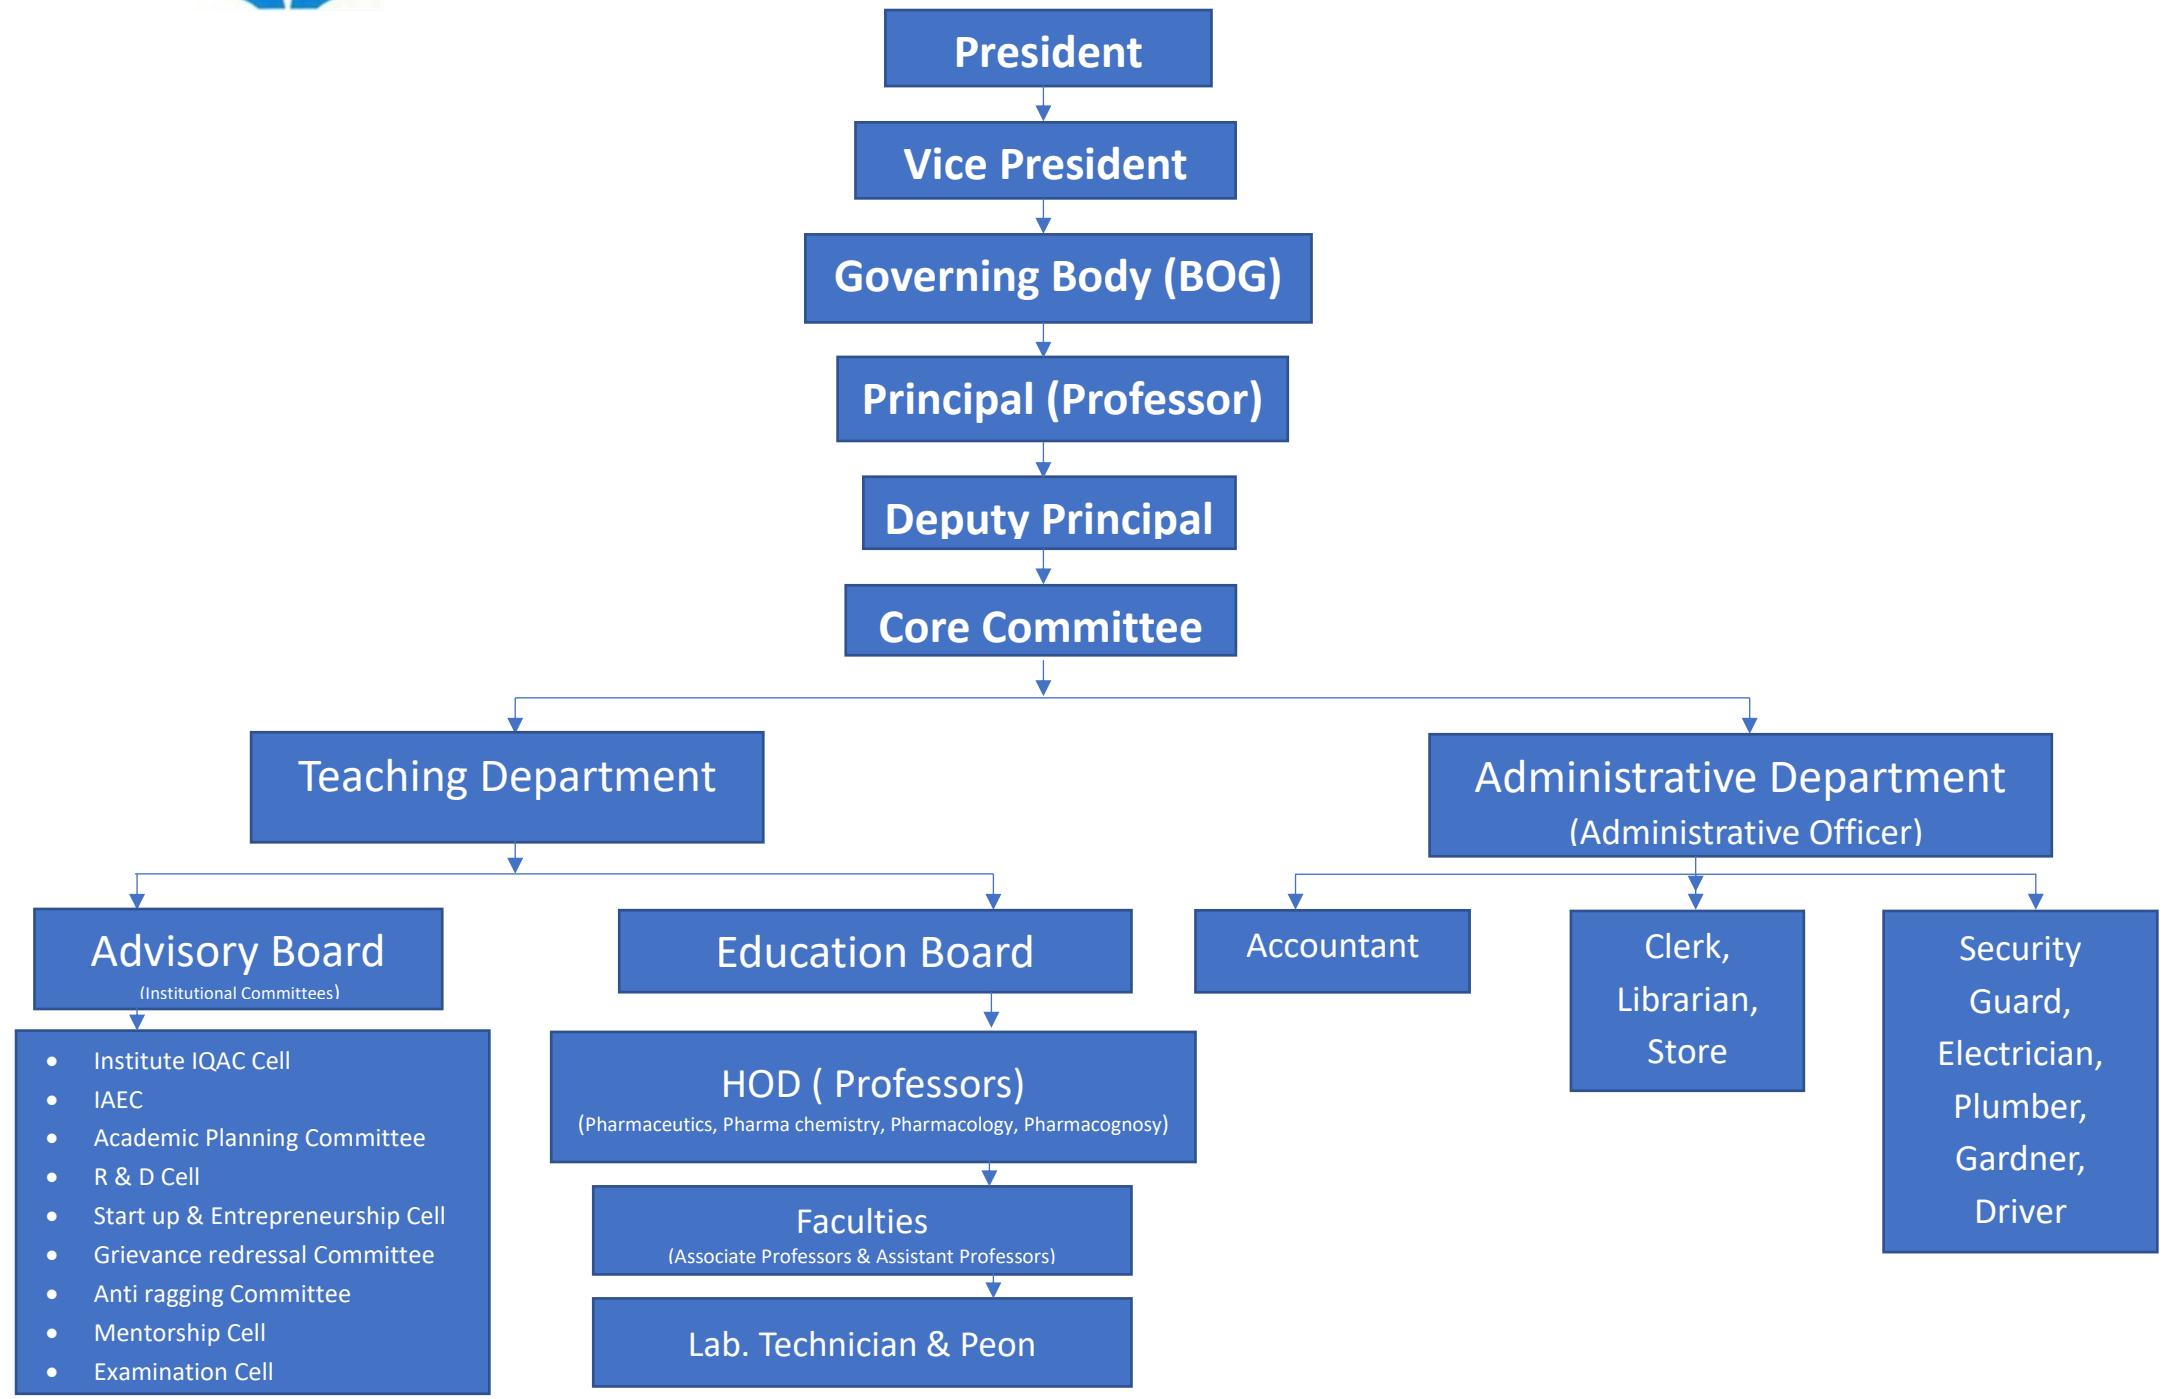 President
Vice President
Governing Body (BOG)
Principal (Professor)
Deputy Principal
Core Committee
Teaching Department
Administrative Department
(Administrative Officer)
Advisory Board
(Institutional Committees)
• Institute IQAC Cell
• IAEC
• Academic Planning Committee
• R & D Cell
• Start up & Entrepreneurship Cell
• Grievance redressal Committee
• Anti ragging Committee
• Mentorship Cell
• Examination Cell
Education Board
HOD ( Professors)
(Pharmaceutics, Pharma chemistry, Pharmacology, Pharmacognosy)
Faculties
(Associate Professors & Assistant Professors)
Lab. Technician & Peon
Accountant
Clerk,
Librarian,
Store
Security
Guard,
Electrician,
Plumber,
Gardner,
Driver